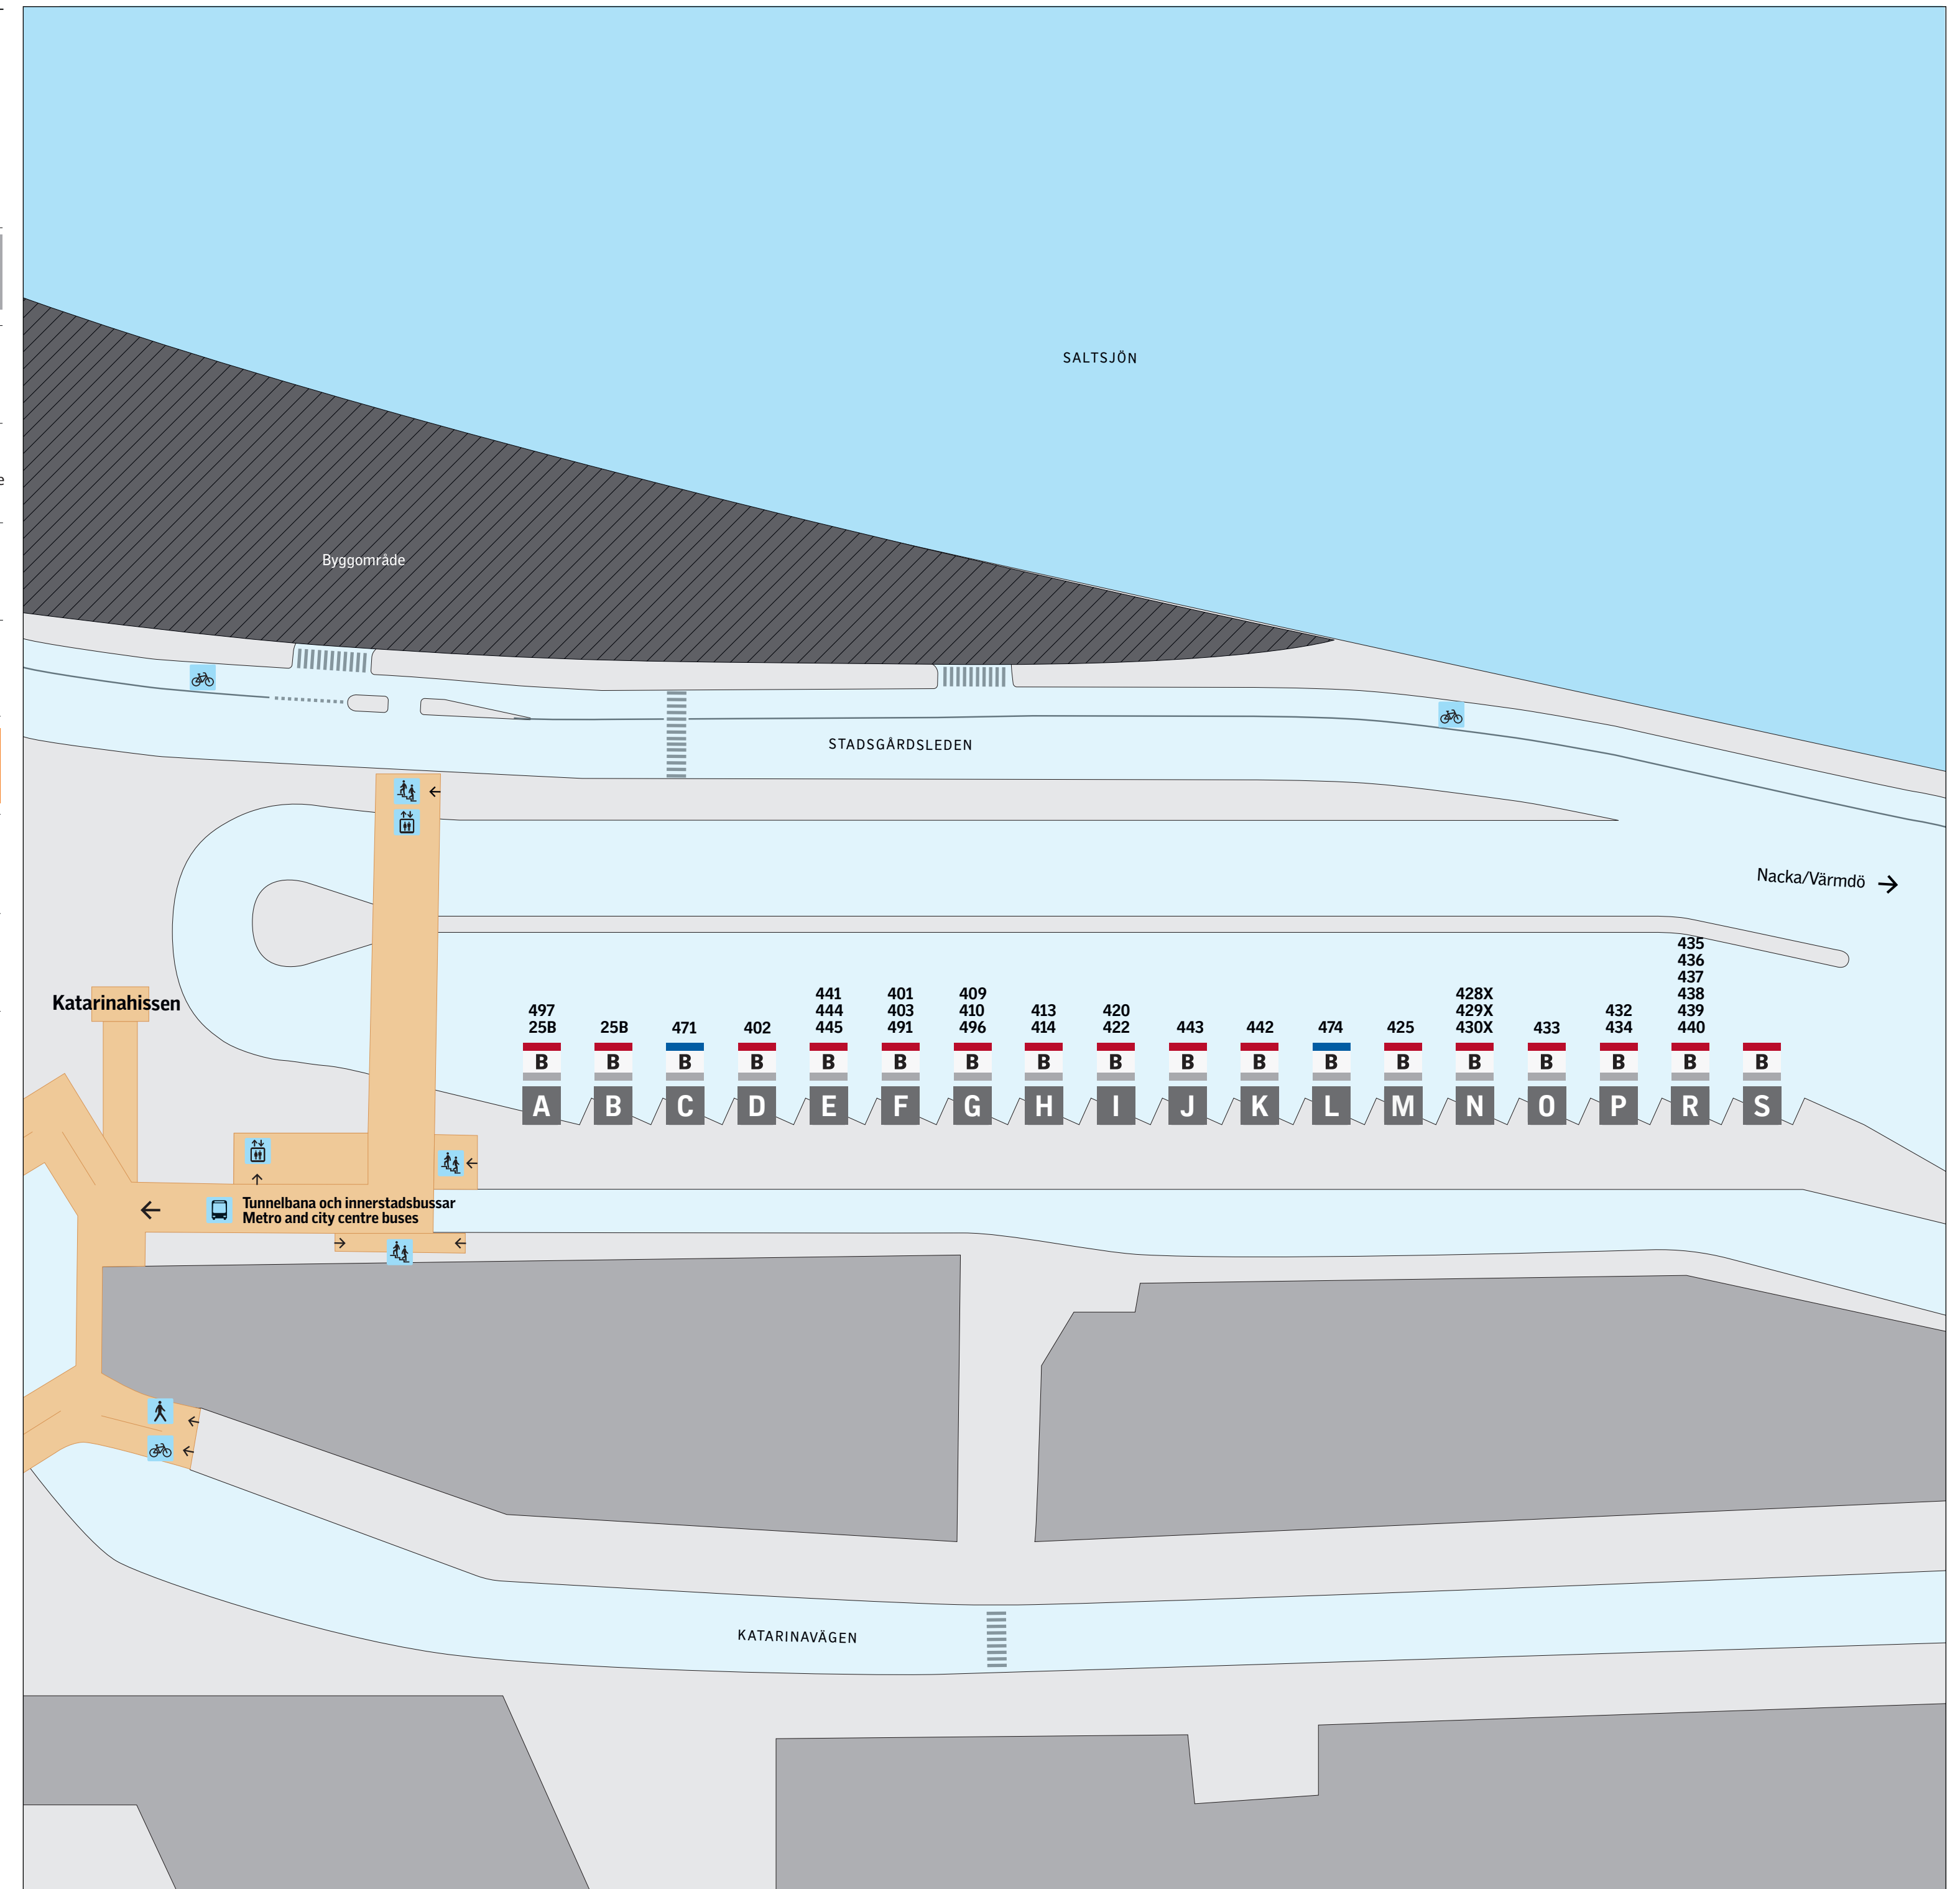 SALTSJÖN
Byggområde
STADSGÅRDSLEDEN
Nacka/Värmdö
Katarinahissen
497
25B
B
A
25B
B
B
471
B
C
402
B
D
441
444
445
B
E
401
403
491
B
F
409
410
496
B
G
413
414
B
H
420
422
B
I
443
B
J
442
B
K
474
B
L
425
B
M
428X
429X
430X
B
N
433
B
O
432
434
B
P
435
436
437
438
439
440
B
R
B
S
Tunnelbana och innerstadsbussar
Metro and city centre buses
KATARINAVÄGEN